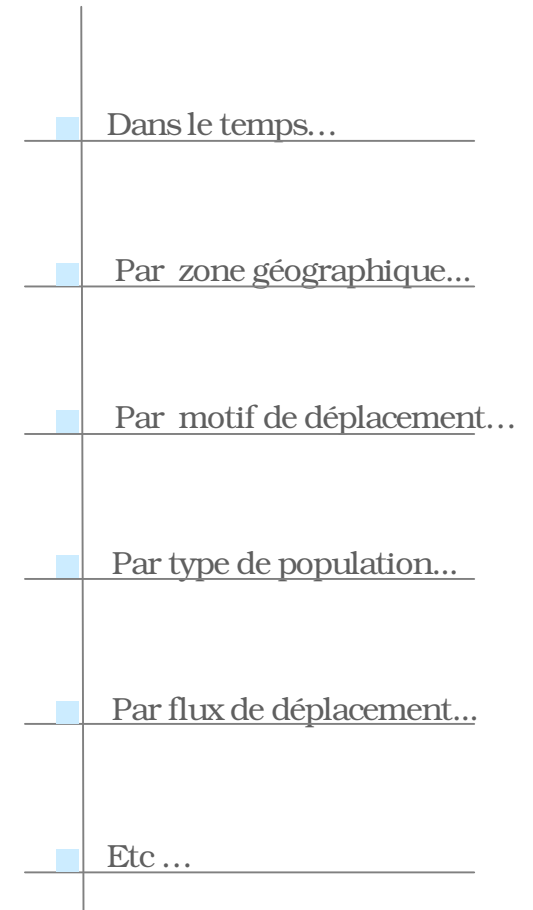 Dans le temps…
Par zone géographique...
Par motif de déplacement…
Par type de population...
Par flux de déplacement...
Etc …